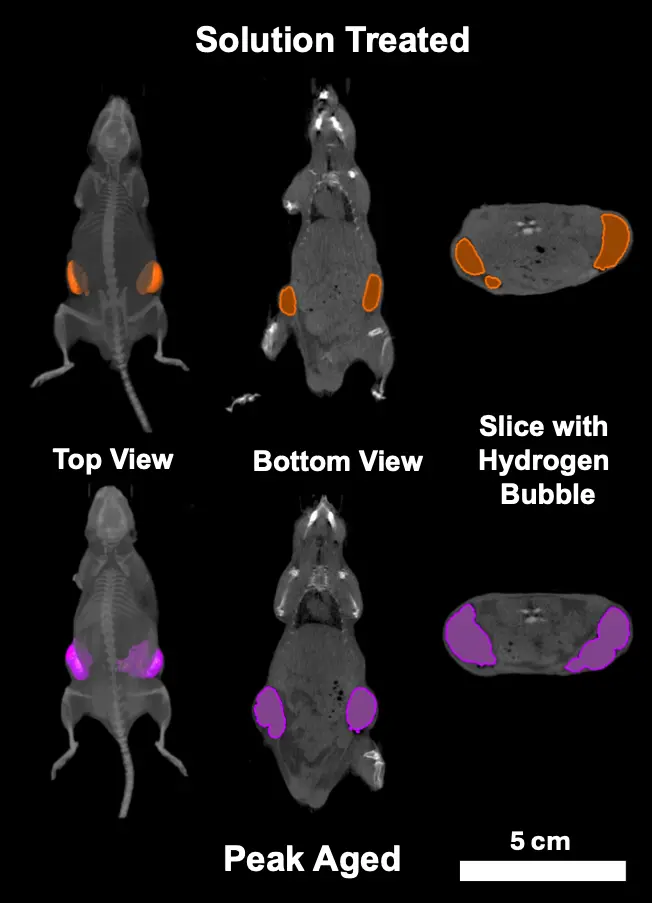 Solution Treated
Top View
Bottom View
Slice with
Hydrogen
Bubble
Peak Aged
5 cm